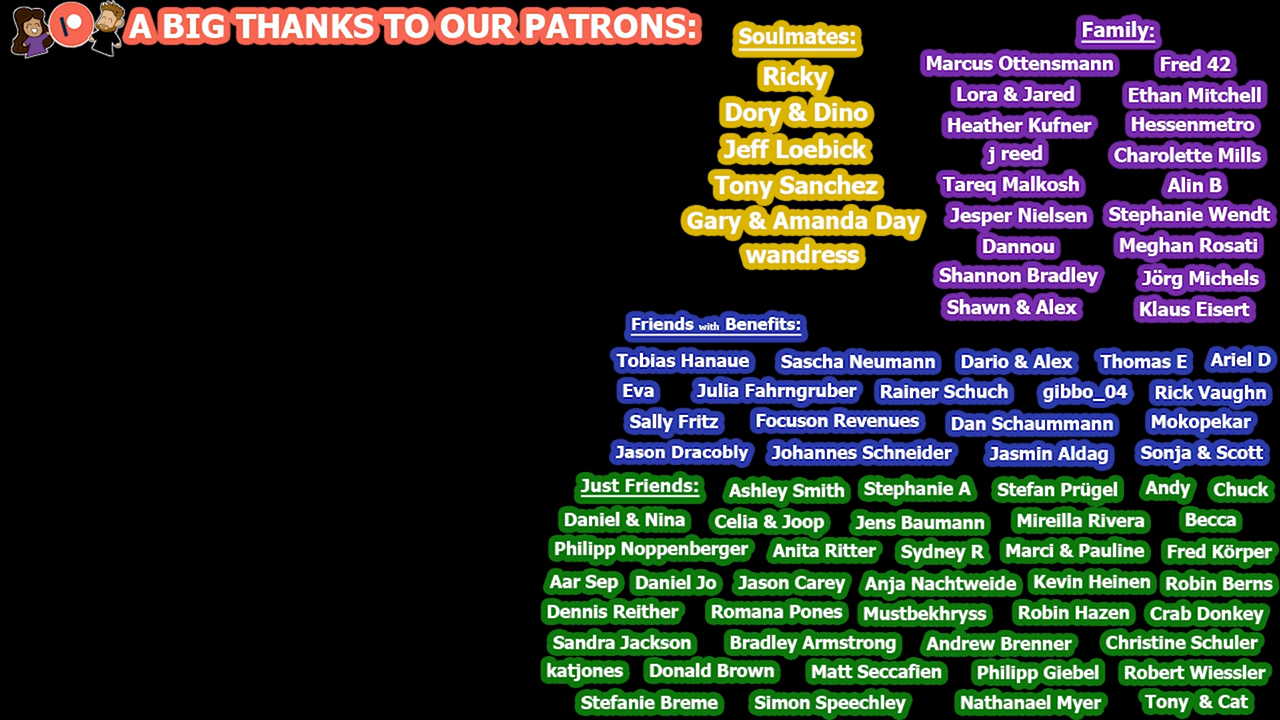 A BIG THANKS TO OUR PATRONS:
Soulmates:
Ricky
Dory & Dino
Jeff Loebick
Tony Sanchez
Gary & Amanda Day
wandress
Family:
Marcus Ottensmann Fred 42
Lora & Jared Ethan Mitchell
Heather Kufner Hessenmetro
j reed Charolette Mills
Tareq Malkosh Alin B
Jesper Nielsen Stephanie Wendt
Dannou Meghan Rosati
Shannon Bradley Jörg Michels
Shawn & Alex Klaus Eisert
Friends with Benefits:
Tobias Hanaue Sascha Neumann Dario & Alex Thomas E Ariel D
Eva Julia Fahrngruber Rainer Schuch gibbo_04 Rick Vaughn
Sally Fritz Focuson Revenues Dan Schaummann Mokopekar
Jason Dracobly Johannes Schneider Jasmin Aldag Sonja & Scott
Just Friends: Ashley Smith Stephanie A Stefan Prügel Andy Chuck
Daniel & Nina Celia & Joop Jens Baumann Mireilla Rivera Becca
Philipp Noppenberger Anita Ritter Sydney R Marci & Pauline Fred Körper
Aar Sep Daniel Jo Jason Carey Anja Nachtweide Kevin Heinen Robin Berns
Dennis Reither Romana Pones Mustbekhryss Robin Hazen Crab Donkey
Sandra Jackson Bradley Armstrong Andrew Brenner Christine Schuler
katjones Donald Brown Matt Seccafien Philipp Giebel Robert Wiessler
Stefanie Breme Simon Speechley Nathanael Myer Tony & Cat